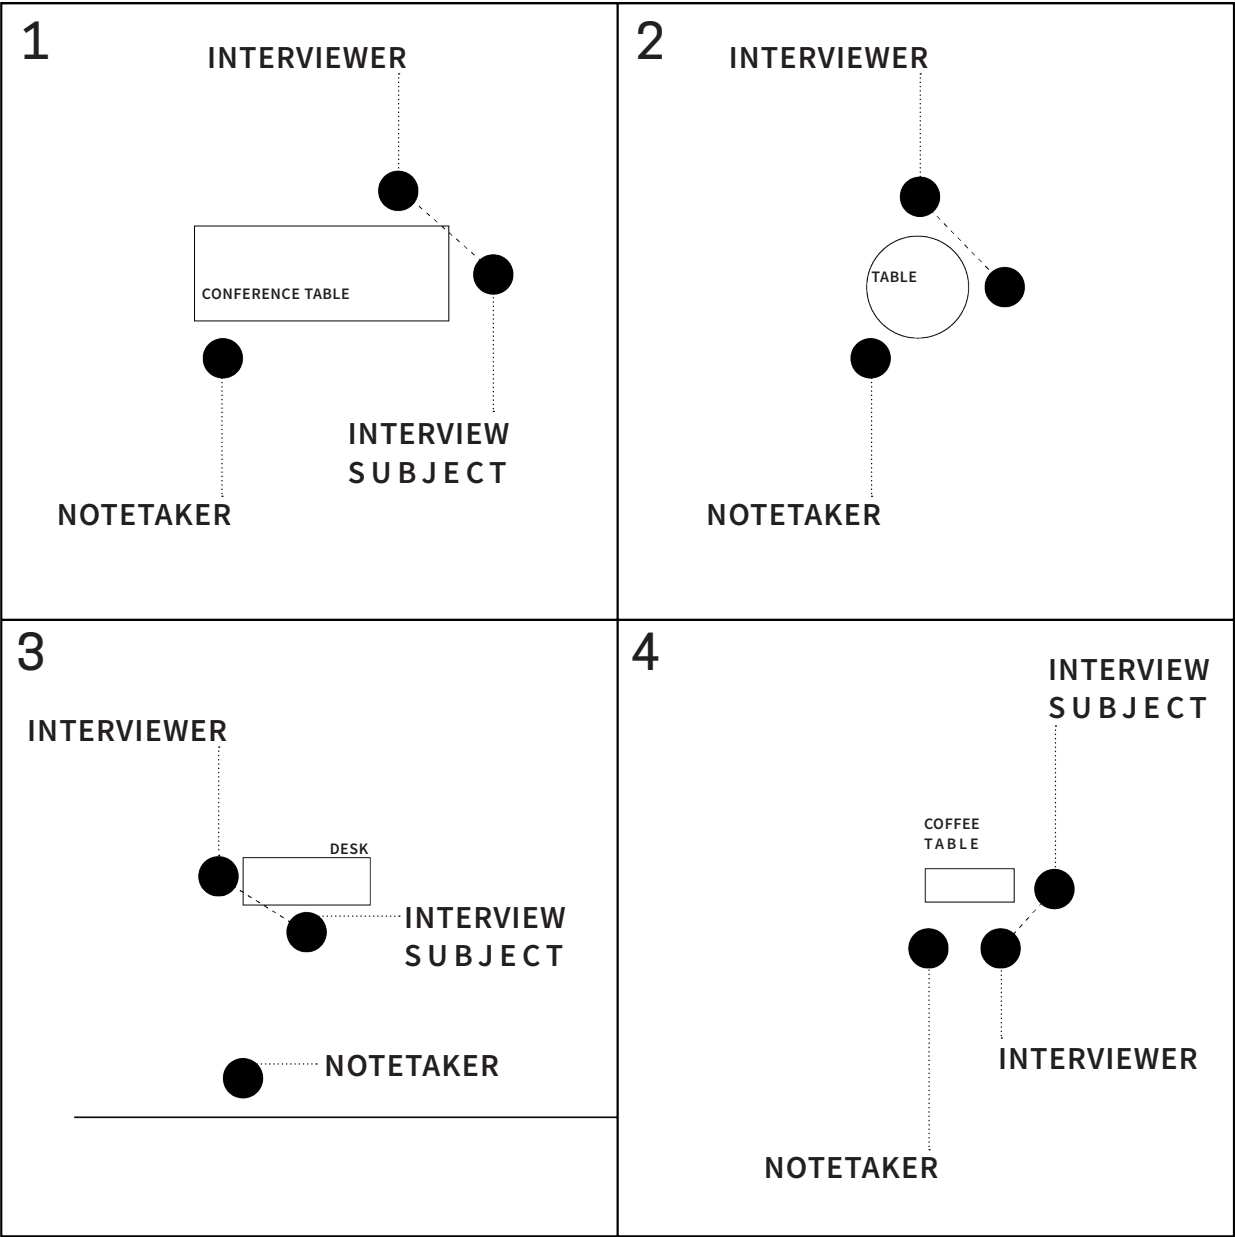 1
INTERVIEWER
CONFERENCE TABLE
INTERVIEW
SUBJECT
NOTETAKER
2
INTERVIEWER
TABLE
NOTETAKER
3
INTERVIEWER
DESK
INTERVIEW
SUBJECT
NOTETAKER
4
INTERVIEW
SUBJECT
COFFEE
TABLE
INTERVIEWER
NOTETAKER